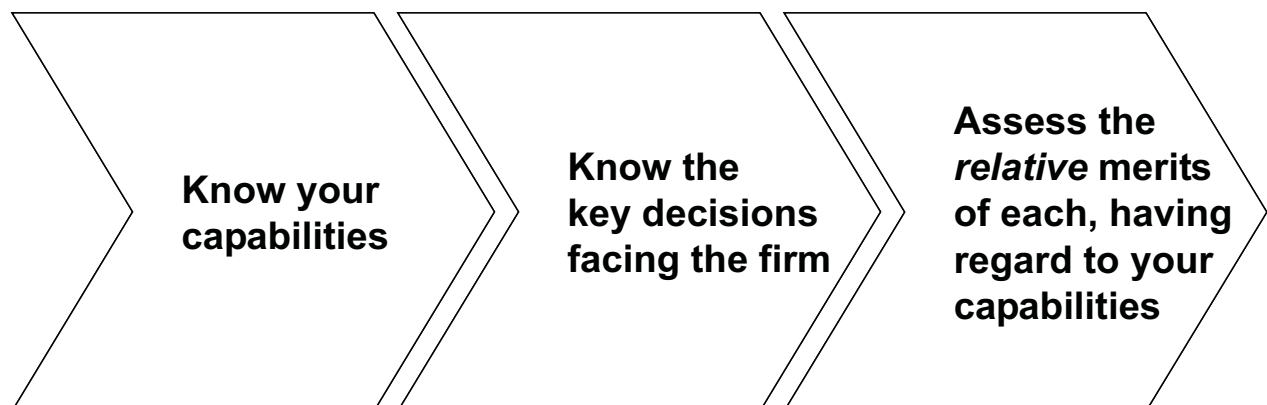 Know your
capabilities
Know the
key decisions
facing the firm
Assess the
relative merits
of each, having
regard to your
capabilities